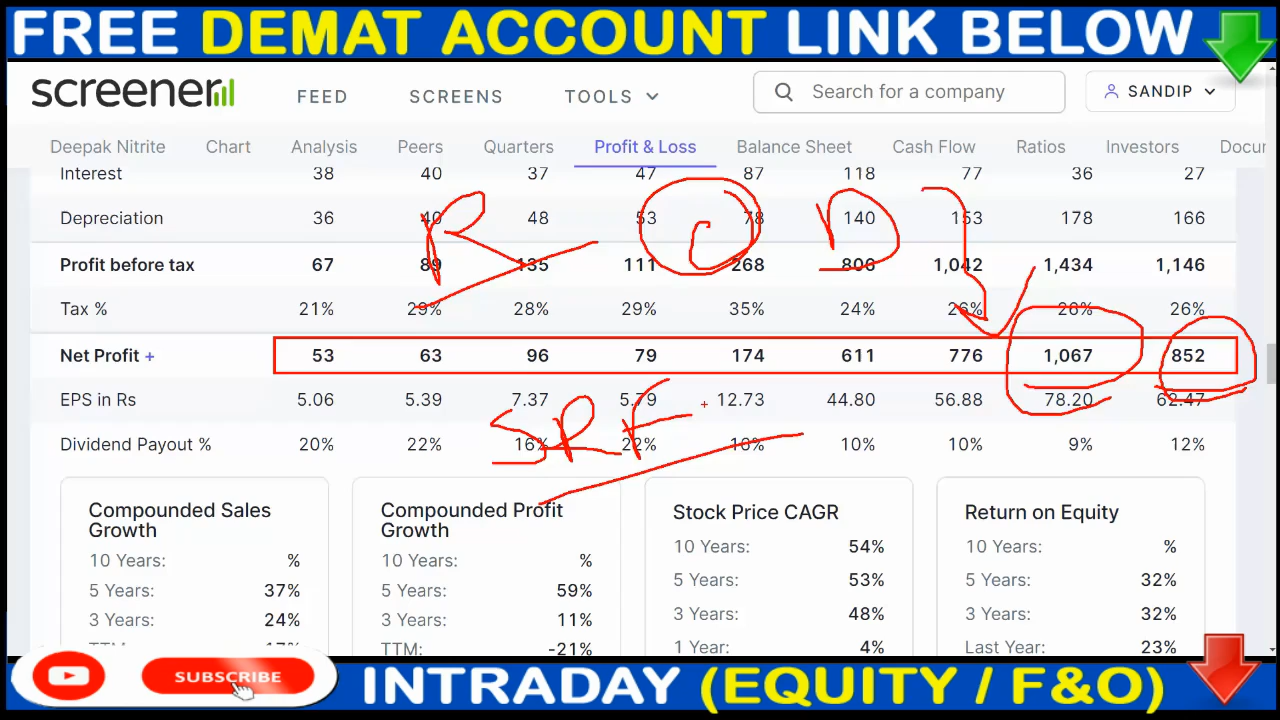 FREE DEMAT ACCOUNT LINK BELOW
screener FEED SCREENS TOOLS Search for a company SANDIP
Deepak Nitrite Chart Analysis Peers Quarters Profit & Loss Balance Sheet Cash Flow Ratios Investors Docum
Interest 38 40 37 47 87 118 77 36 27
Depreciation 36 40 48 53 78 140 153 178 166
Profit before tax 67 89 135 111 268 806 1,042 1,434 1,146
Tax % 21% 29% 28% 29% 35% 24% 26% 26% 26%
Net Profit + 53 63 96 79 174 611 776 1,067 852
EPS in Rs 5.06 5.39 7.37 5.79 12.73 44.80 56.88 78.20 62.47
Dividend Payout % 20% 22% 16% 22% 10% 10% 9% 12%
R D
SRF
Compounded Sales Growth
10 Years: %
5 Years: 37%
3 Years: 24%
TTM: 17%
Compounded Profit Growth
10 Years: %
5 Years: 59%
3 Years: 11%
TTM: -21%
Stock Price CAGR
10 Years: 54%
5 Years: 53%
3 Years: 48%
1 Year: 4%
Return on Equity
10 Years: %
5 Years: 32%
3 Years: 32%
Last Year: 23%
SUBSCRIBE
INTRADAY (EQUITY / F&O)